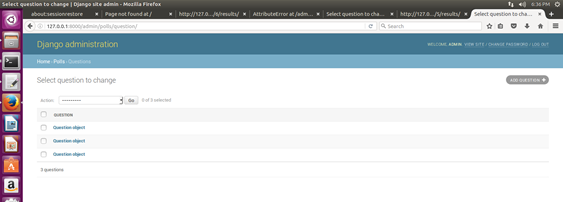 Select question to change | Django site admin - Mozilla Firefox
6:36 PM
about:sessionrestore
Page not found at /
http://127.0.../6/results/
AttributeError at /adm...
Select question to cha...
http://127.0.../5/results/
Select question to c...
127.0.0.1:8000/admin/polls/question/
Search
Django administration
WELCOME, ADMIN. VIEW SITE / CHANGE PASSWORD / LOG OUT
Home › Polls › Questions
Select question to change
ADD QUESTION +
Action: ---------
Go
0 of 3 selected
QUESTION
Question object
Question object
Question object
3 questions